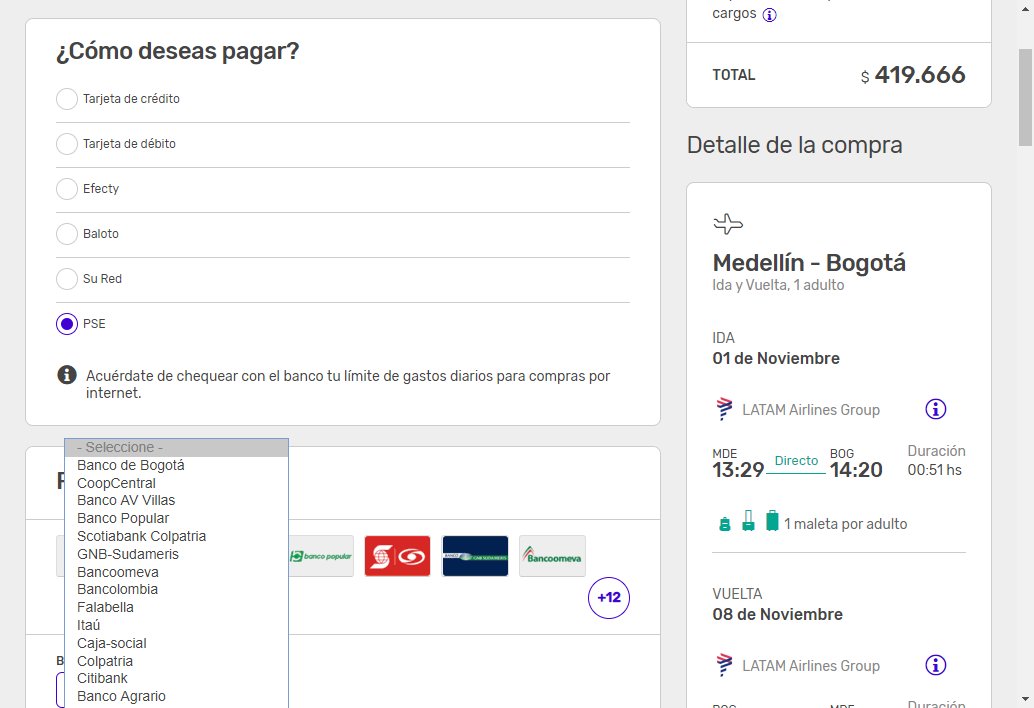 ¿Cómo deseas pagar?
Tarjeta de crédito
Tarjeta de débito
Efecty
Baloto
Su Red
PSE
Acuérdate de chequear con el banco tu límite de gastos diarios para compras por
internet.
- Seleccione -
Banco de Bogotá
CoopCentral
Banco AV Villas
Banco Popular
Scotiabank Colpatria
GNB-Sudameris
Bancoomeva
Bancolombia
Falabella
Itaú
Caja-social
Colpatria
Citibank
Banco Agrario
banco popular
Bancoomeva
+12
cargos
TOTAL
$ 419.666
Detalle de la compra
Medellín - Bogotá
Ida y Vuelta, 1 adulto
IDA
01 de Noviembre
LATAM Airlines Group
MDE
13:29
Directo
BOG
14:20
Duración
00:51 hs
1 maleta por adulto
VUELTA
08 de Noviembre
LATAM Airlines Group
BOG
MDE
Duración